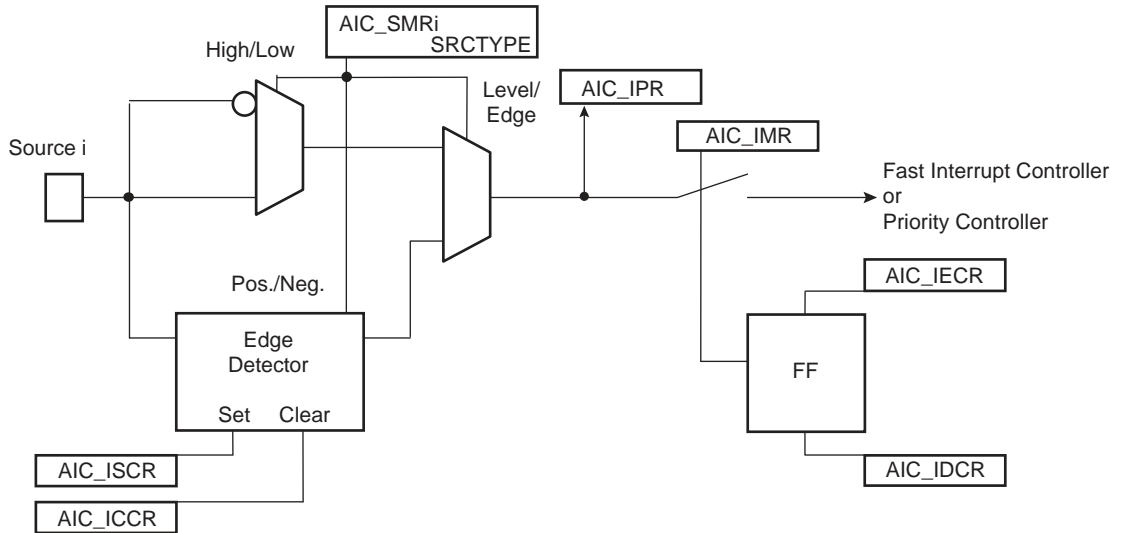 AIC_SMRi
SRCTYPE
High/Low
Level/
Edge
AIC_IPR
AIC_IMR
Source i
Fast Interrupt Controller
or
Priority Controller
Pos./Neg.
AIC_IECR
Edge
Detector
FF
Set Clear
AIC_ISCR
AIC_IDCR
AIC_ICCR